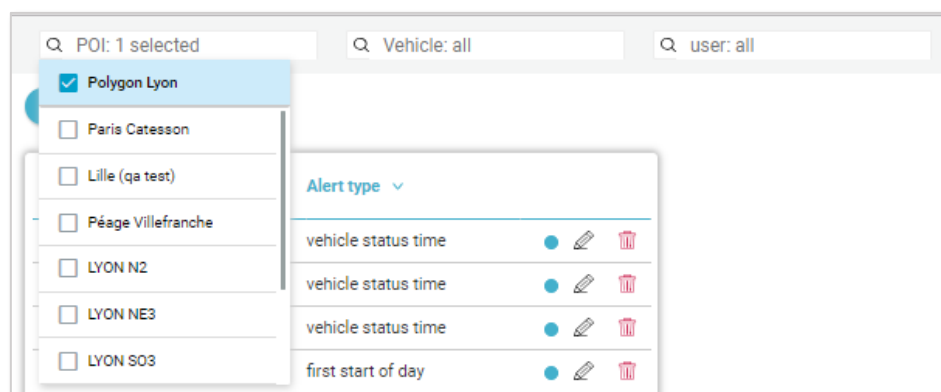 POI: 1 selected
Vehicle: all
user: all
Polygon Lyon
Paris Catesson
Lille (qa test)
Péage Villefranche
LYON N2
LYON NE3
LYON SO3
Alert type
vehicle status time
vehicle status time
vehicle status time
first start of day